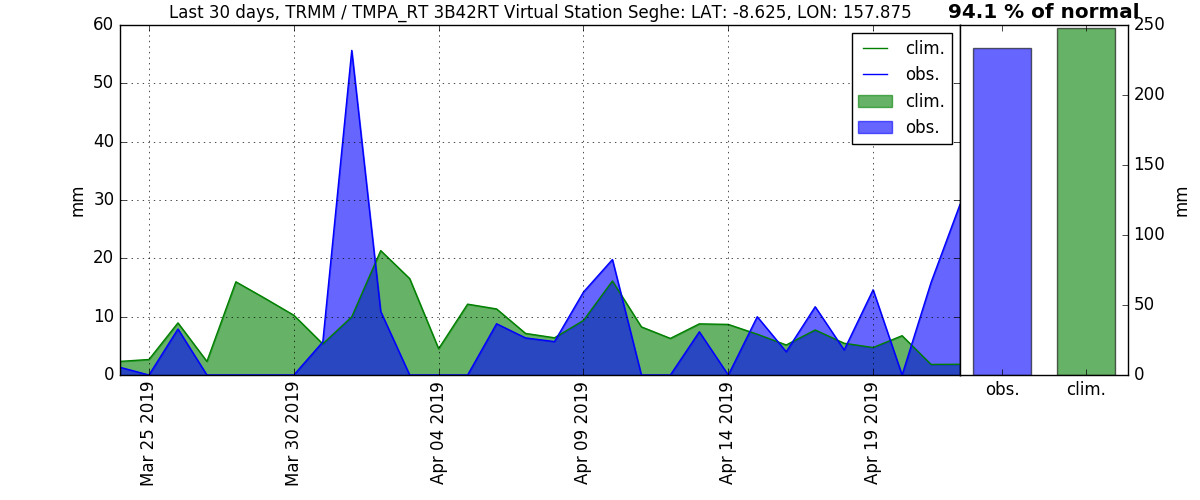 Last 30 days, TRMM / TMPA_RT 3B42RT Virtual Station Seghe: LAT: -8.625, LON: 157.875
94.1 % of normal
60
50
40
30
20
10
0
mm
clim.
obs.
clim.
obs.
Mar 25 2019
Mar 30 2019
Apr 04 2019
Apr 09 2019
Apr 14 2019
Apr 19 2019
250
200
150
100
50
0
mm
obs.
clim.